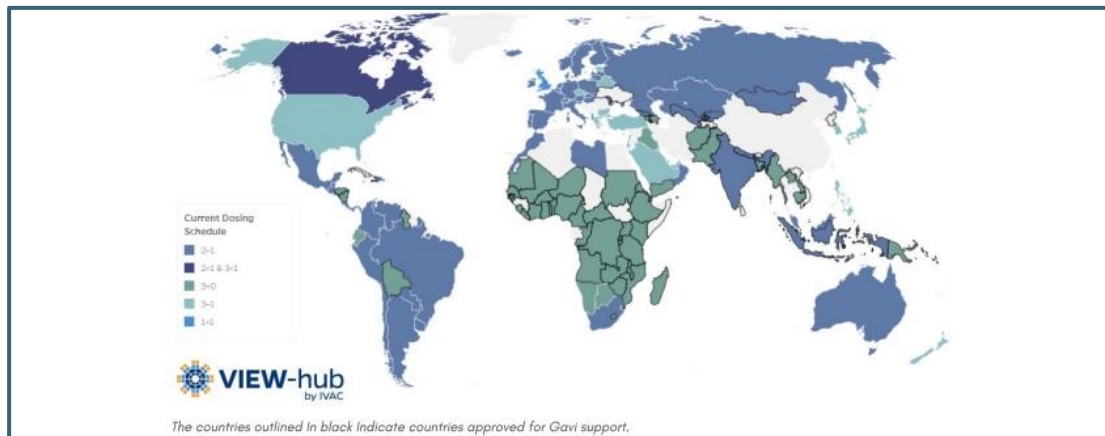 Current Dosing
Schedule
2+1
2+1 & 3+1
3+0
3+1
1+1
VIEW-hub
by IVAC
The countries outlined In black Indicate countries approved for Gavi support.